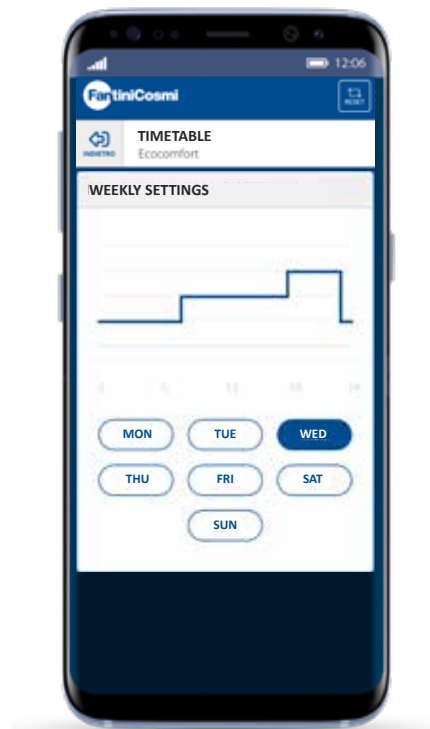 12:06
FantiniCosmi
RESET
INDIETRO
TIMETABLE
Ecocomfort
WEEKLY SETTINGS
MON TUE WED
THU FRI SAT
SUN